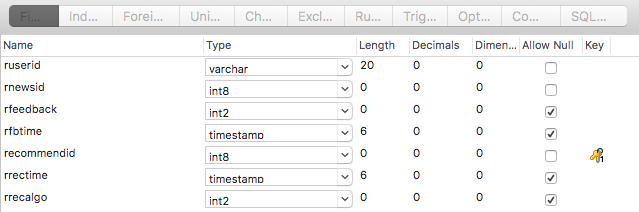 Fi... Ind... Forei... Uni... Ch... Excl... Ru... Trig... Opt... Co... SQL...
Name Type Length Decimals Dimen... Allow Null Key
ruserid varchar 20 0 0
rnewsid int8 0 0 0
rfeedback int2 0 0 0
rfbtime timestamp 6 0 0
recommendid int8 0 0 0 1
rrectime timestamp 6 0 0
rrecalgo int2 0 0 0